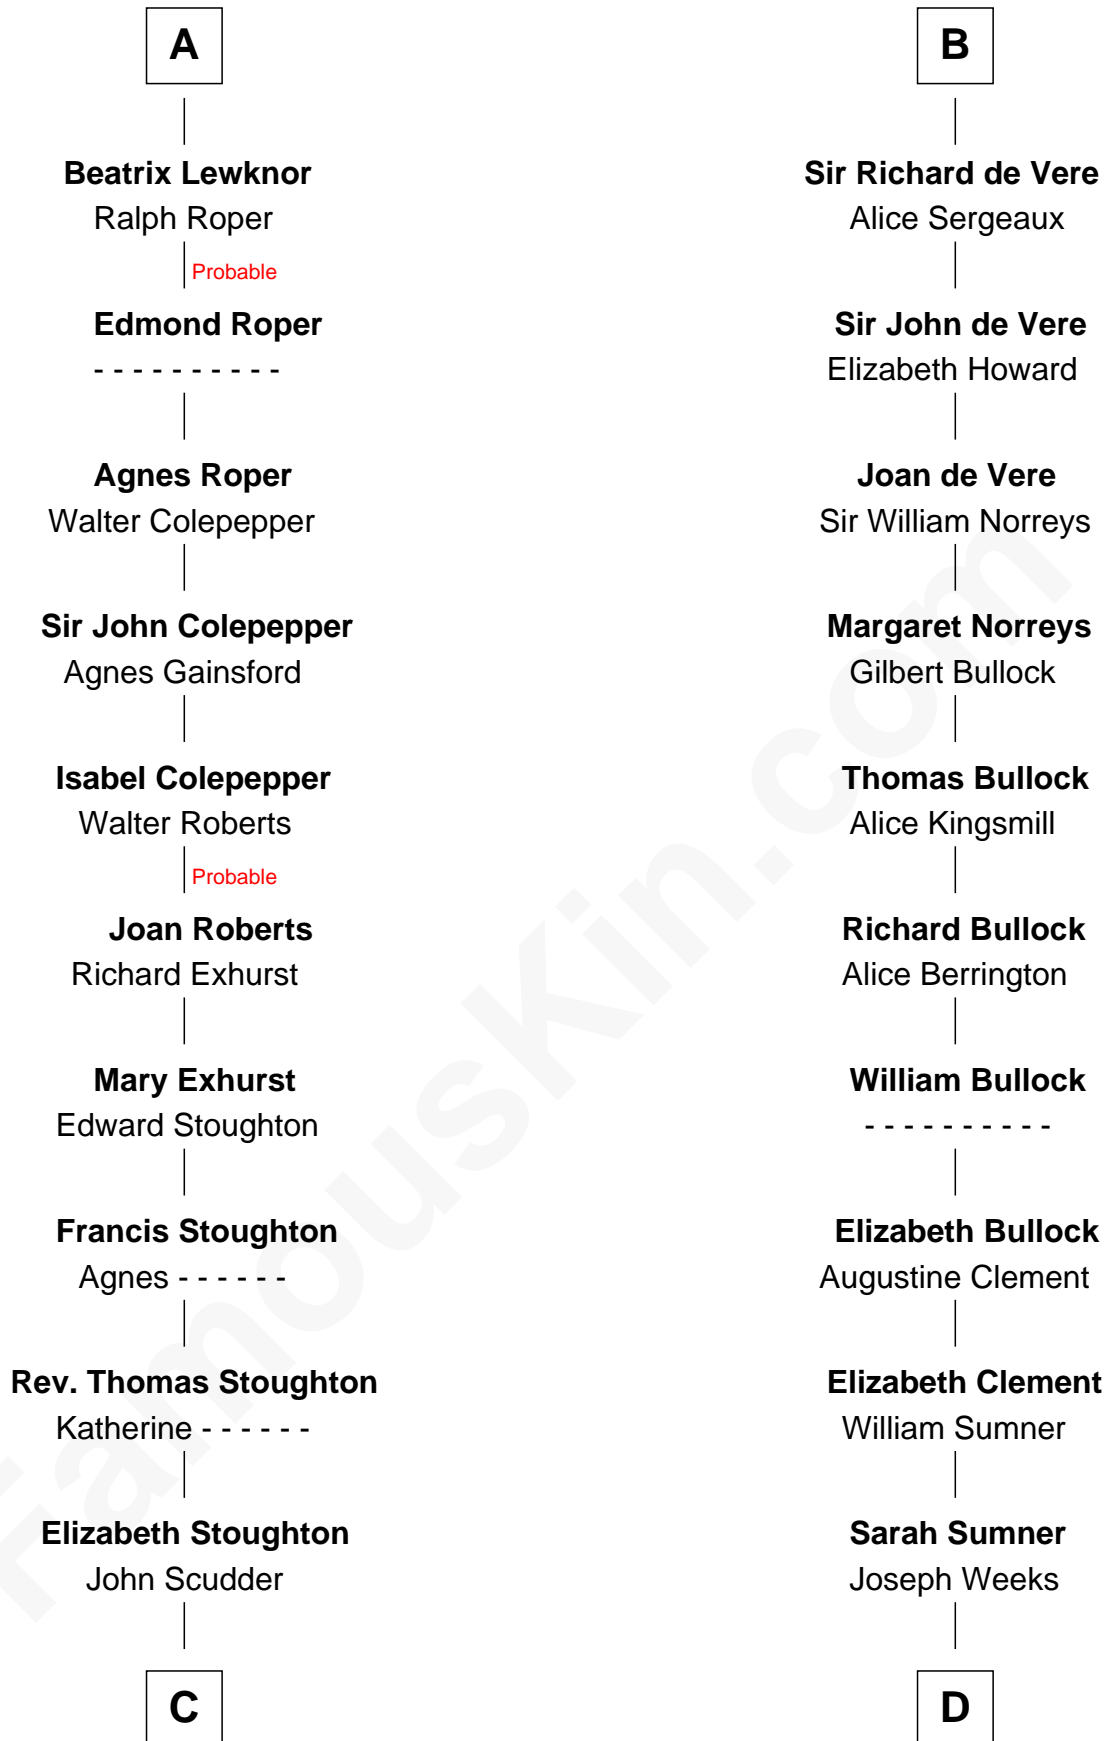 A
Beatrix Lewknor
Ralph Roper
Probable
Edmond Roper
- - - - - - - - - -
Agnes Roper
Walter Colepepper
Sir John Colepepper
Agnes Gainsford
Isabel Colepepper
Walter Roberts
Probable
Joan Roberts
Richard Exhurst
Mary Exhurst
Edward Stoughton
Francis Stoughton
Agnes - - - - - -
Rev. Thomas Stoughton
Katherine - - - - - -
Elizabeth Stoughton
John Scudder
C
B
Sir Richard de Vere
Alice Sergeaux
Sir John de Vere
Elizabeth Howard
Joan de Vere
Sir William Norreys
Margaret Norreys
Gilbert Bullock
Thomas Bullock
Alice Kingsmill
Richard Bullock
Alice Berrington
William Bullock
- - - - - - - - - -
Elizabeth Bullock
Augustine Clement
Elizabeth Clement
William Sumner
Sarah Sumner
Joseph Weeks
D
FamousKin.com